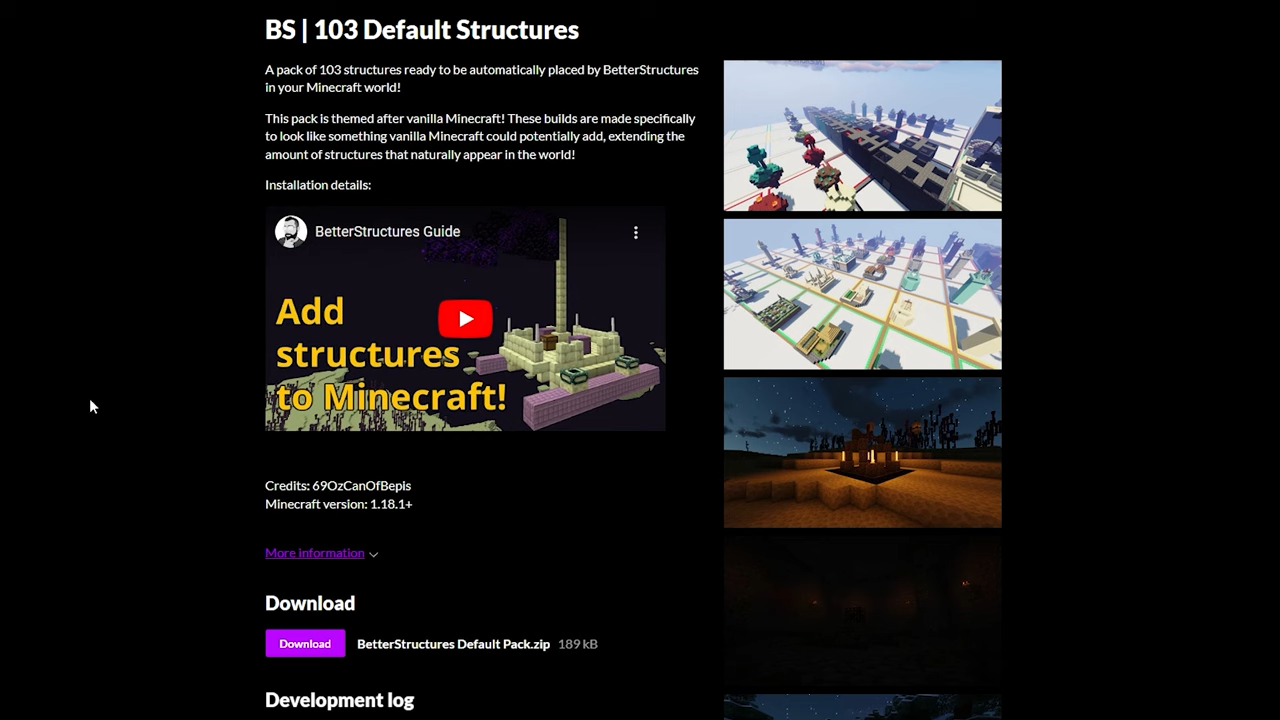 BS | 103 Default Structures
A pack of 103 structures ready to be automatically placed by BetterStructures
in your Minecraft world!
This pack is themed after vanilla Minecraft! These builds are made specifically
to look like something vanilla Minecraft could potentially add, extending the
amount of structures that naturally appear in the world!
Installation details:
BetterStructures Guide
Add
structures
to Minecraft!
Credits: 69OzCanOfBepis
Minecraft version: 1.18.1+
More information
Download
Download BetterStructures Default Pack.zip 189 kB
Development log